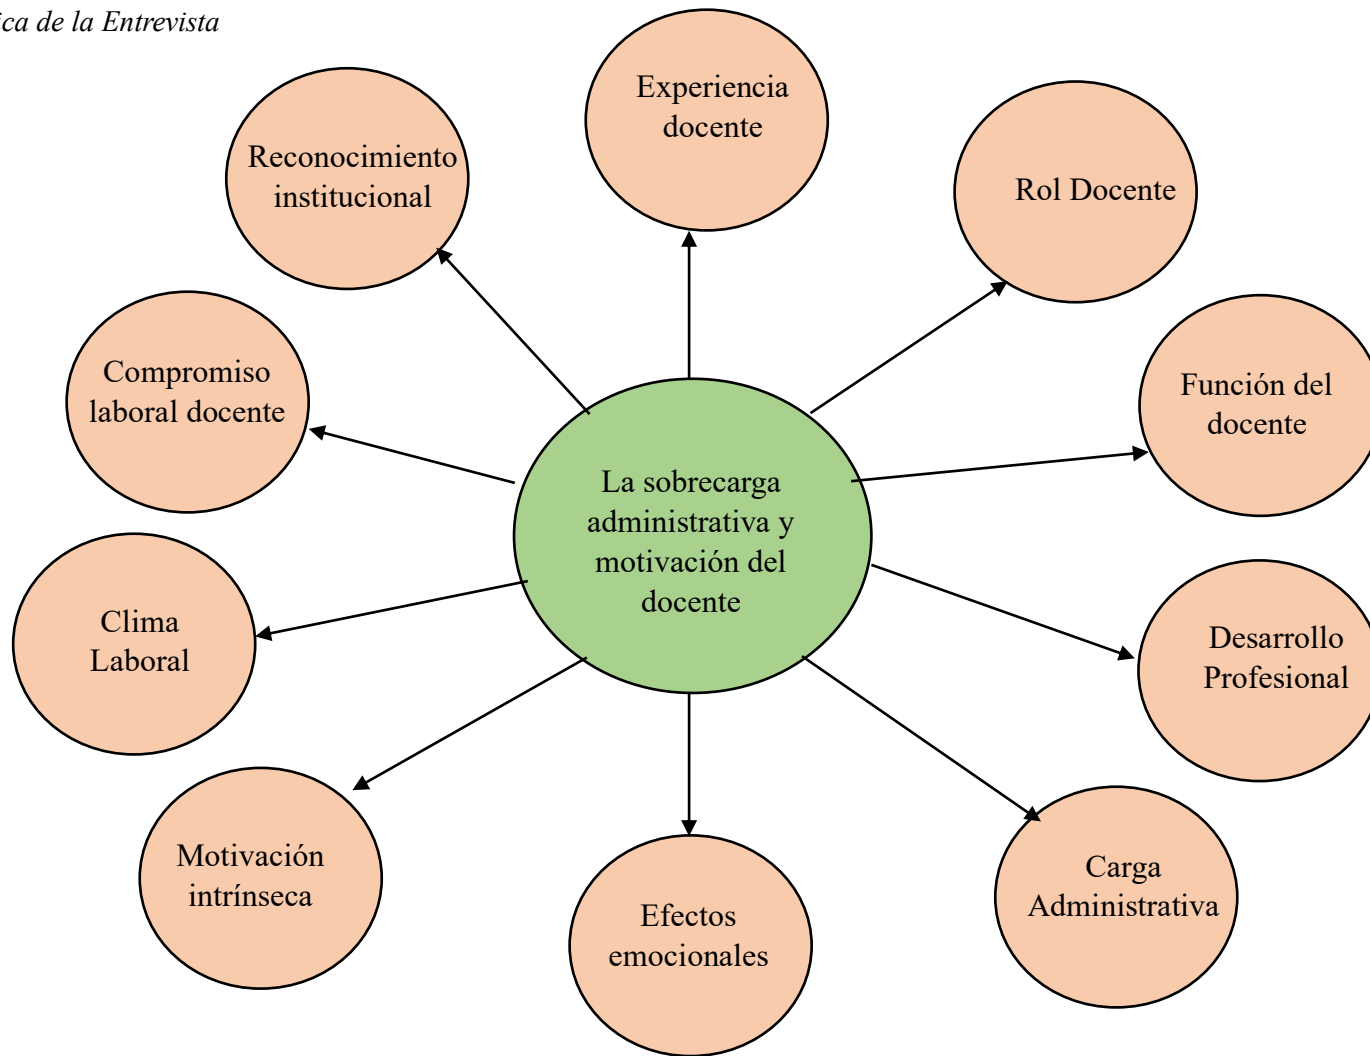 de la Entrevista
Experiencia
docente
Reconocimiento
institucional
Rol Docente
Compromiso
laboral docente
Función del
docente
La sobrecarga
administrativa y
motivación del
docente
Clima
Laboral
Desarrollo
Profesional
Motivación
intrínseca
Carga
Administrativa
Efectos
emocionales